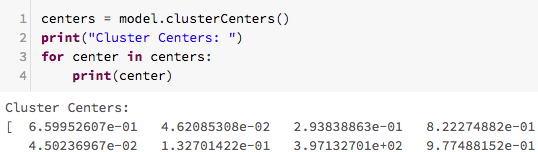 1 centers = model.clusterCenters()
2 print("Cluster Centers: ")
3 for center in centers:
4     print(center)
Cluster Centers:
[  6.59952607e-01   4.62085308e-02   2.93838863e-01   8.22274882e-01
   4.50236967e-02   1.32701422e-01   3.97132701e+02   9.77488152e-01